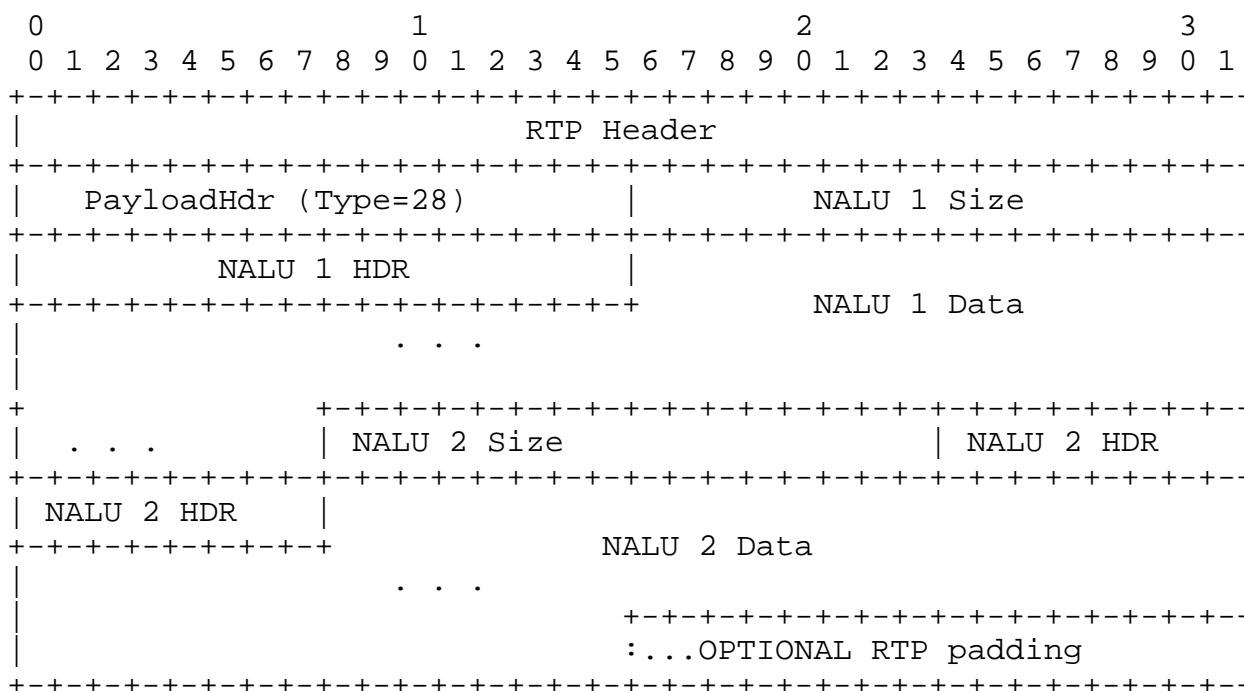 0                   1                   2                   3
 0 1 2 3 4 5 6 7 8 9 0 1 2 3 4 5 6 7 8 9 0 1 2 3 4 5 6 7 8 9 0 1
+-+-+-+-+-+-+-+-+-+-+-+-+-+-+-+-+-+-+-+-+-+-+-+-+-+-+-+-+-+-+-+--
|                          RTP Header
+-+-+-+-+-+-+-+-+-+-+-+-+-+-+-+-+-+-+-+-+-+-+-+-+-+-+-+-+-+-+-+--
|   PayloadHdr (Type=28)        |         NALU 1 Size
+-+-+-+-+-+-+-+-+-+-+-+-+-+-+-+-+-+-+-+-+-+-+-+-+-+-+-+-+-+-+-+--
|          NALU 1 HDR           |
+-+-+-+-+-+-+-+-+-+-+-+-+-+-+-+-+         NALU 1 Data
|                   . . .
|
+               +-+-+-+-+-+-+-+-+-+-+-+-+-+-+-+-+-+-+-+-+-+-+-+--
|  . . .        | NALU 2 Size                   | NALU 2 HDR
+-+-+-+-+-+-+-+-+-+-+-+-+-+-+-+-+-+-+-+-+-+-+-+-+-+-+-+-+-+-+-+--
| NALU 2 HDR    |
+-+-+-+-+-+-+-+-+              NALU 2 Data
|                   . . .
|                               +-+-+-+-+-+-+-+-+-+-+-+-+-+-+-+--
|                               :...OPTIONAL RTP padding
+-+-+-+-+-+-+-+-+-+-+-+-+-+-+-+-+-+-+-+-+-+-+-+-+-+-+-+-+-+-+-+--